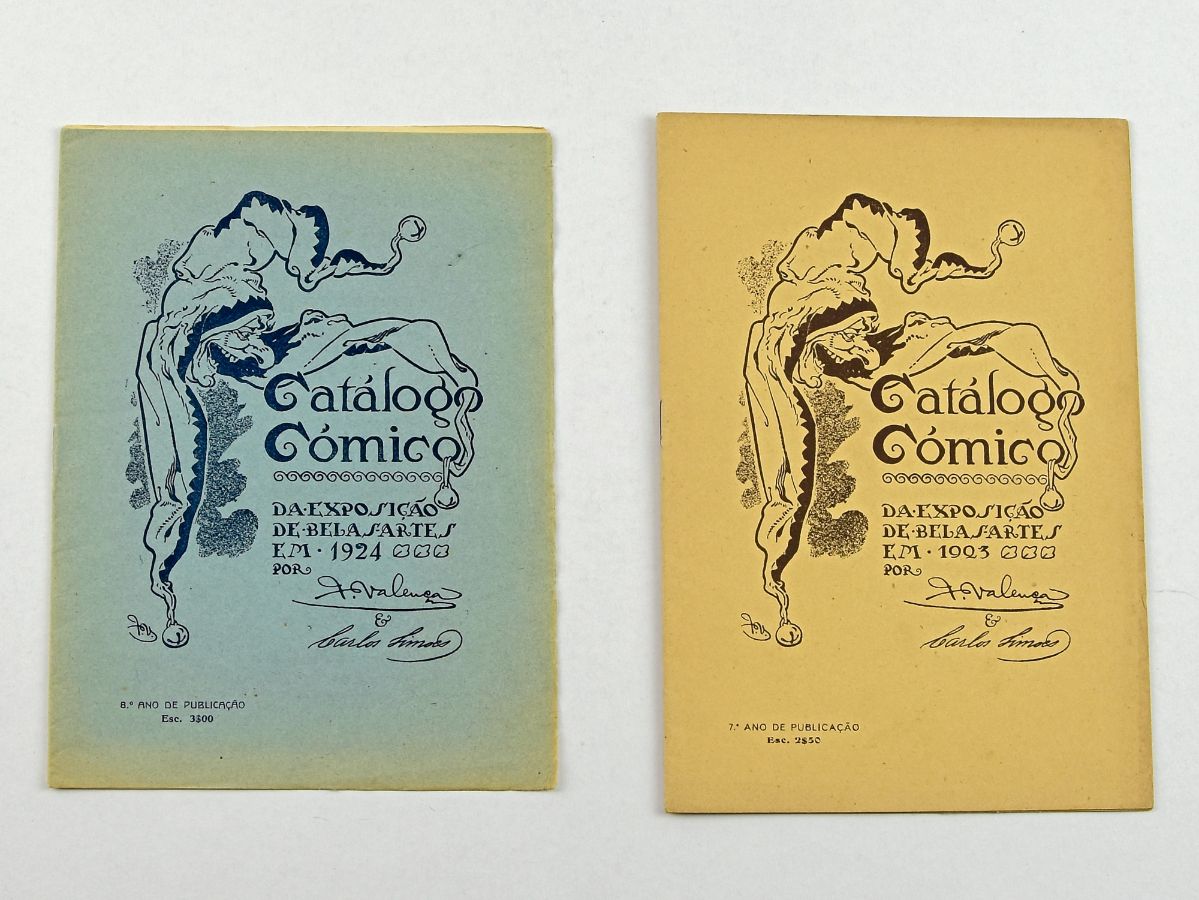 Catálogo
Cómico
DA·EXPOSIÇÃO
DE·BELAS·ARTES
EM·1924
POR
F. Valença
&
Carlos Simões
8.º ANO DE PUBLICAÇÃO
Esc. 3$00
Catálogo
Cómico
DA·EXPOSIÇÃO
DE·BELAS·ARTES
EM·1923
POR
F. Valença
&
Carlos Simões
7.º ANO DE PUBLICAÇÃO
Esc. 2$50